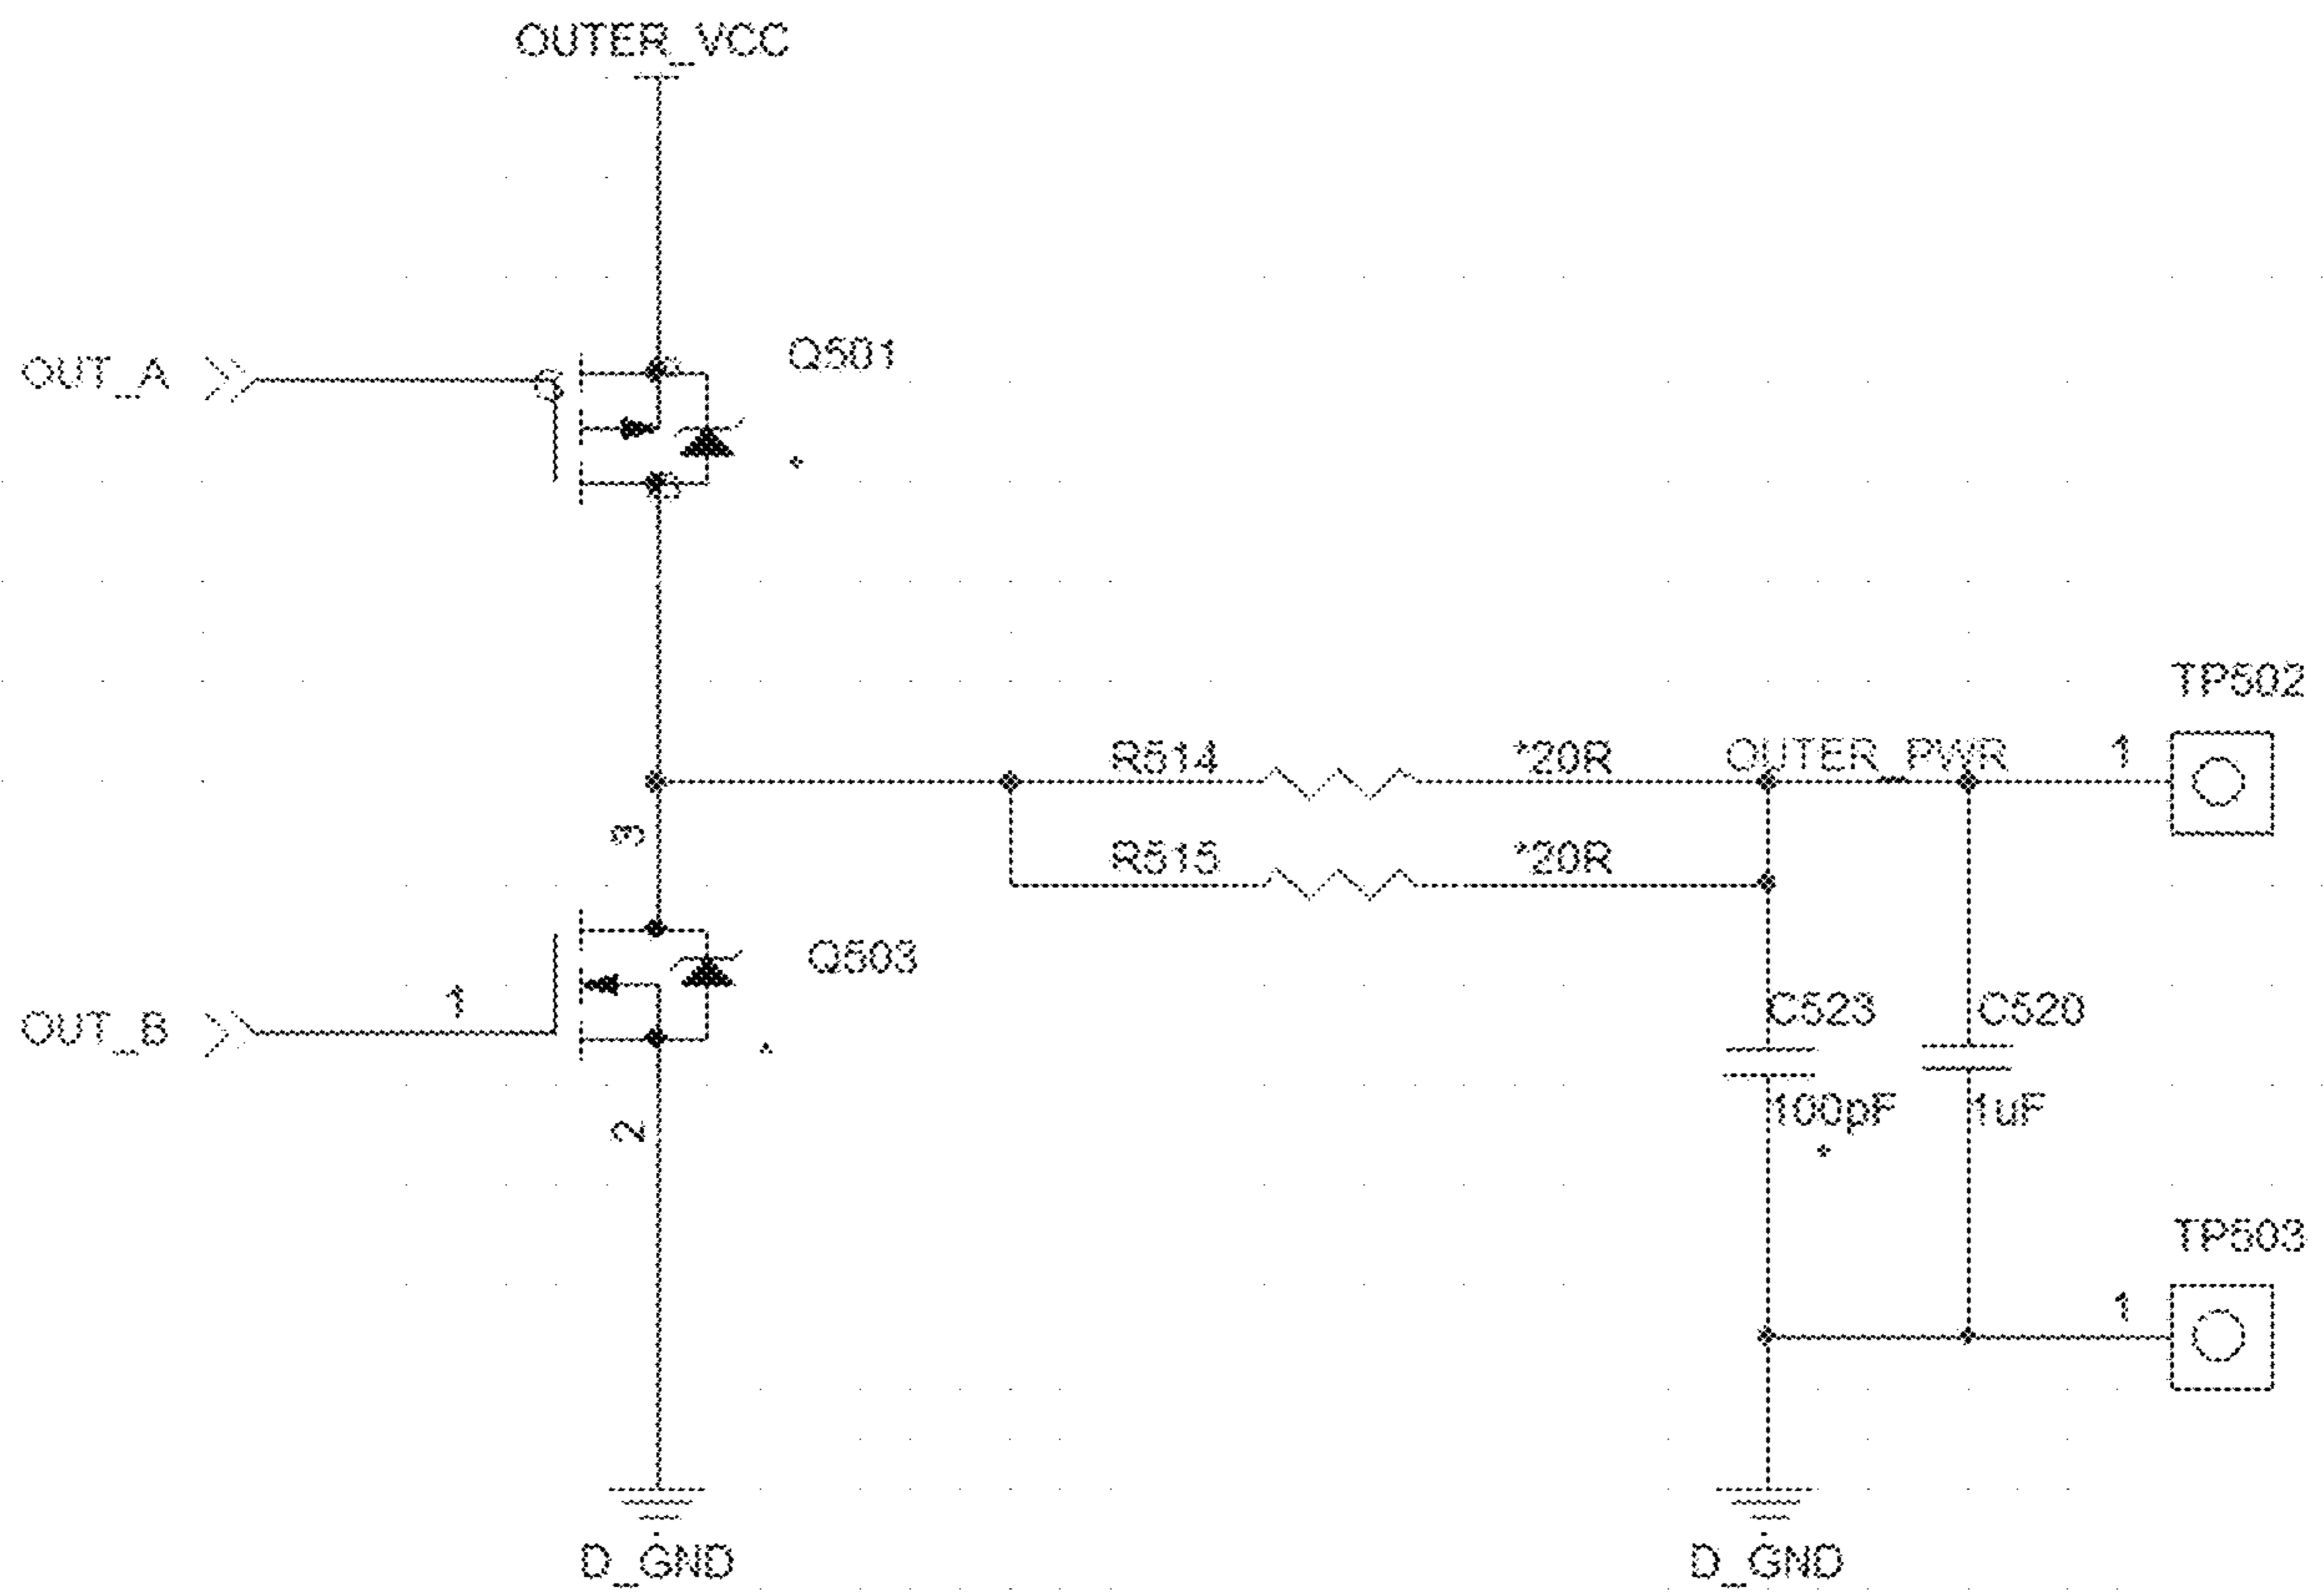 OUTER_VCC
OUT_A
G
S
Q501
D
TP502
R514
*20R
OUTER_PWR
1
3
R515
*20R
Q503
1
OUT_B
C523
C520
100pF
1uF
2
TP503
1
D_GND
D_GND